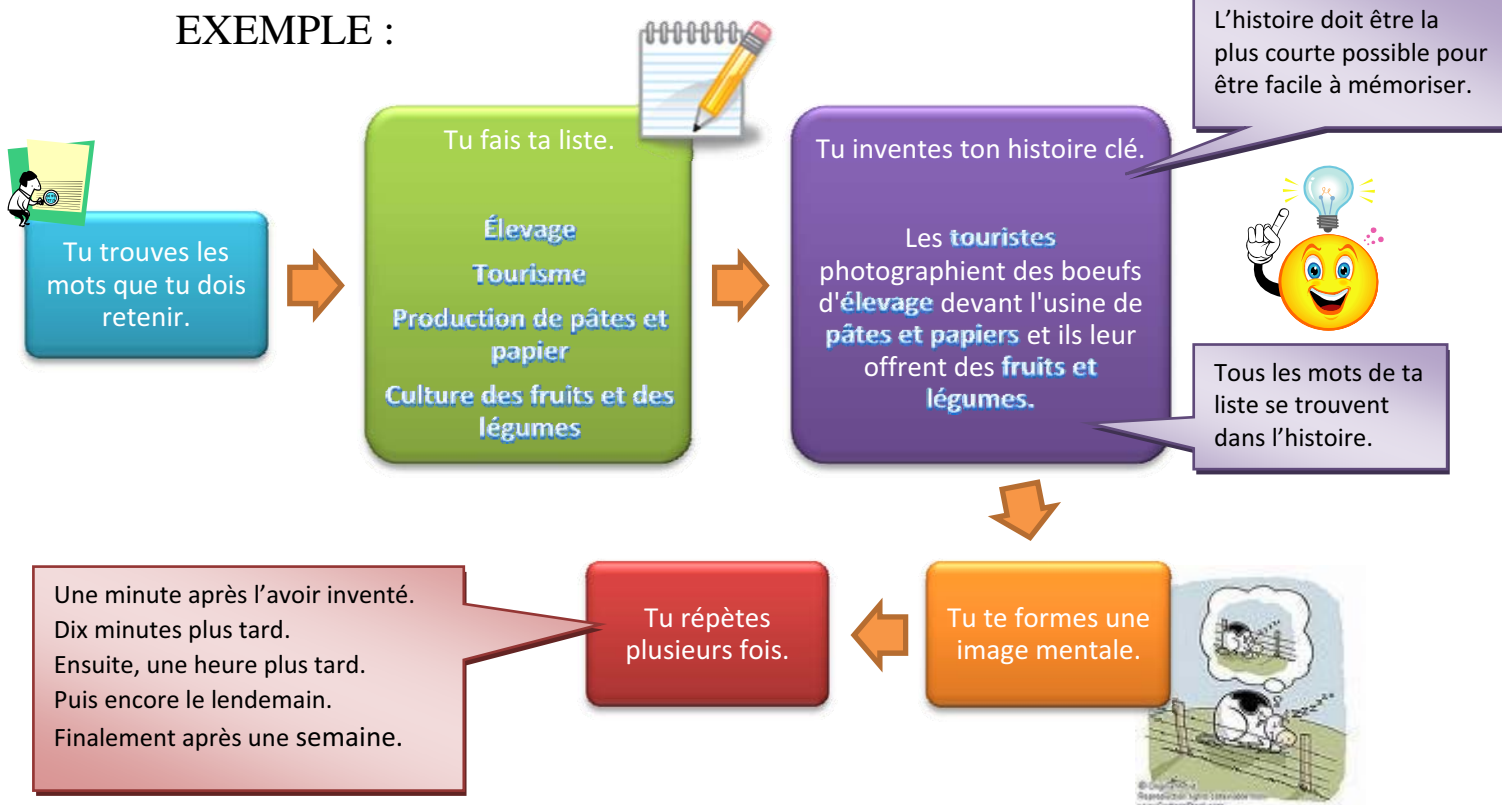 EXEMPLE :
L’histoire doit être la
plus courte possible pour
être facile à mémoriser.
Tu trouves les
mots que tu dois
retenir.
Tu fais ta liste.
Élevage
Tourisme
Production de pâtes et
papier
Culture des fruits et des
légumes
Tu inventes ton histoire clé.
Les touristes
photographient des boeufs
d'élevage devant l'usine de
pâtes et papiers et ils leur
offrent des fruits et
légumes.
Tous les mots de ta
liste se trouvent
dans l’histoire.
Tu te formes une
image mentale.
Tu répètes
plusieurs fois.
Une minute après l’avoir inventé.
Dix minutes plus tard.
Ensuite, une heure plus tard.
Puis encore le lendemain.
Finalement après une semaine.